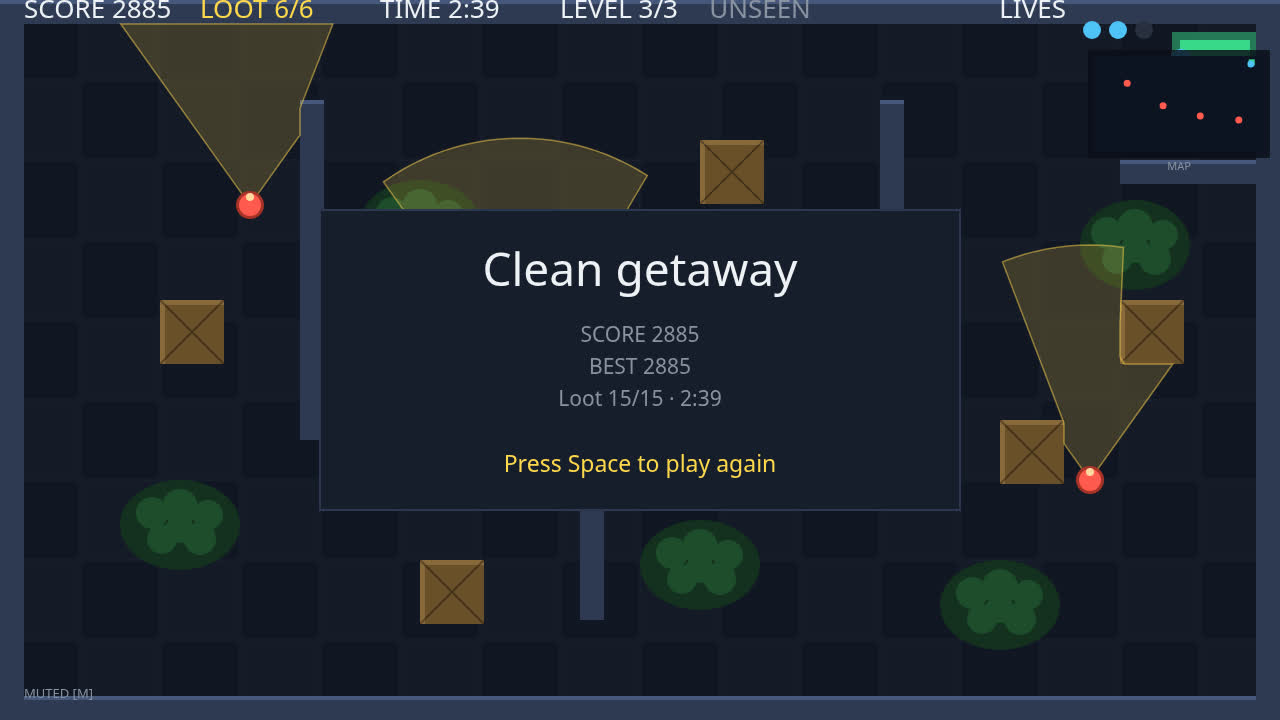 SCORE 2885 LOOT 6/6 TIME 2:39 LEVEL 3/3 UNSEEN LIVES
MAP
Clean getaway
SCORE 2885
BEST 2885
Loot 15/15 · 2:39
Press Space to play again
MUTED [M]